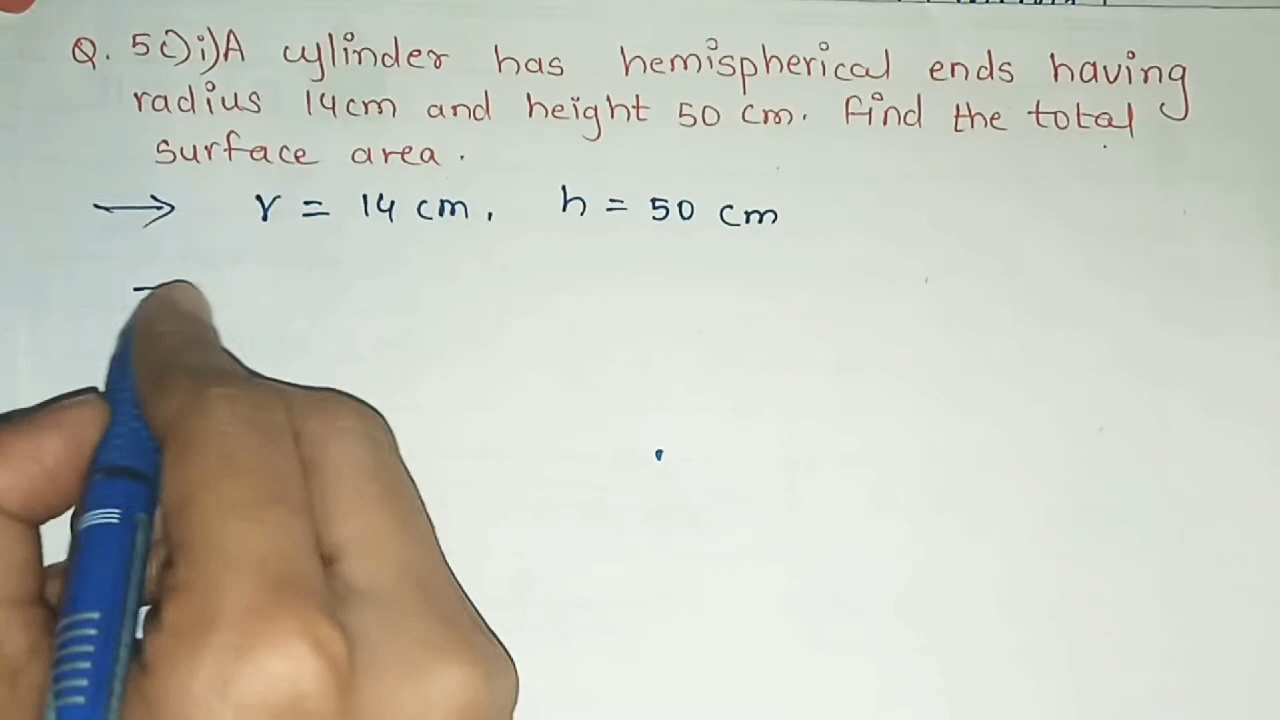 Q. 5c)i)A cylinder has hemispherical ends having
radius 14cm and height 50 cm. Find the total
surface area.
→ r = 14 cm, h = 50 cm